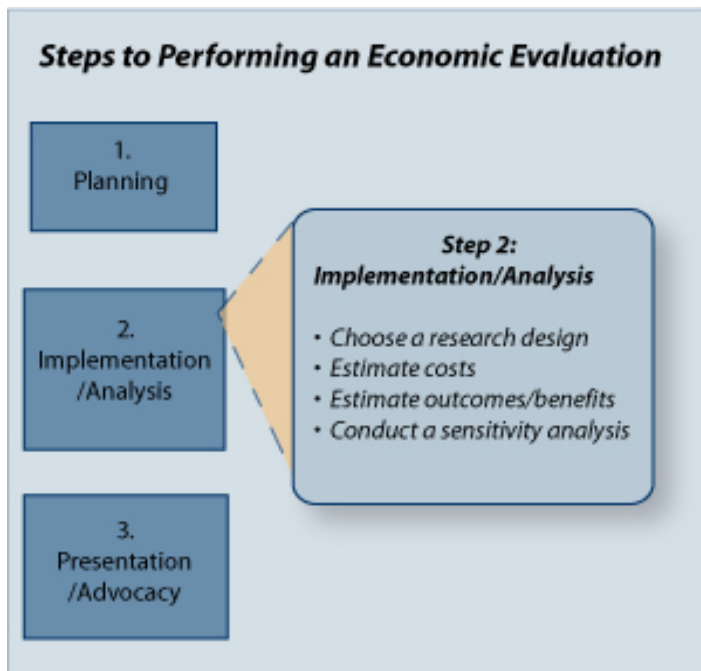 Steps to Performing an Economic Evaluation
1.
Planning
2.
Implementation
/Analysis
3.
Presentation
/Advocacy
Step 2:
Implementation/Analysis
• Choose a research design
• Estimate costs
• Estimate outcomes/benefits
• Conduct a sensitivity analysis